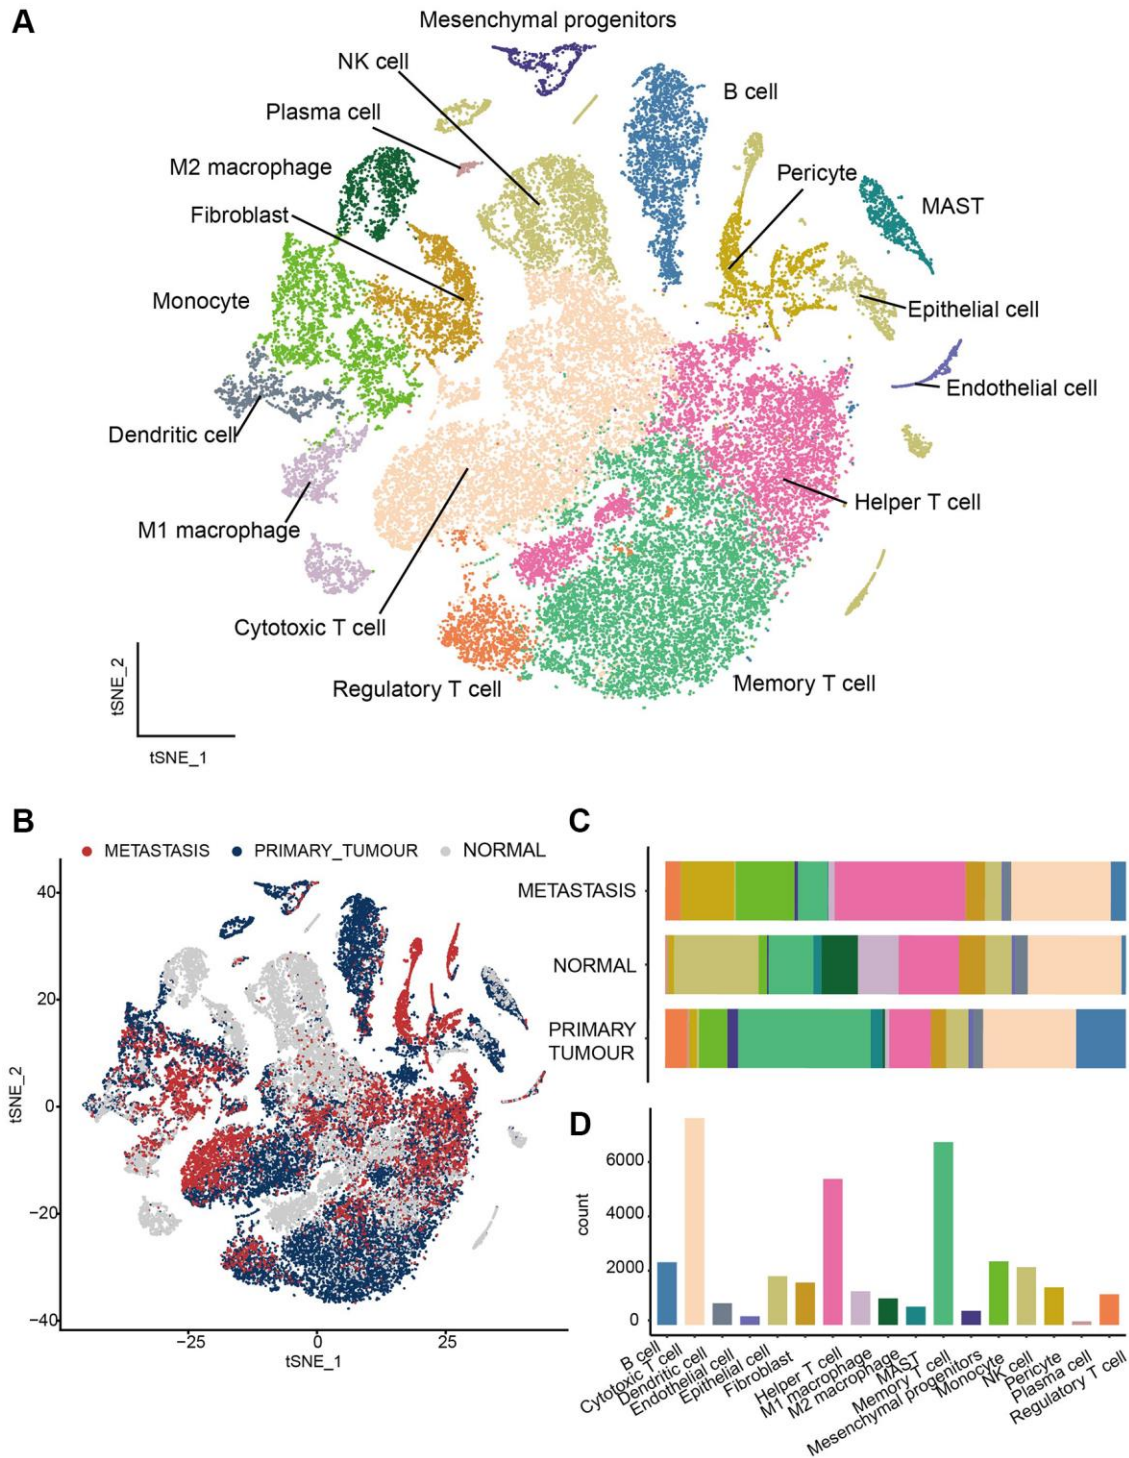 A
Mesenchymal progenitors
NK cell
B cell
Plasma cell
M2 macrophage
Pericyte
Fibroblast
MAST
Monocyte
Epithelial cell
Endothelial cell
Dendritic cell
Helper T cell
M1 macrophage
Cytotoxic T cell
Regulatory T cell
Memory T cell
tSNE_2
tSNE_1
B
METASTASIS
PRIMARY_TUMOUR
NORMAL
40
20
0
−20
−40
tSNE_2
−25
0
25
tSNE_1
C
METASTASIS
NORMAL
PRIMARY
TUMOUR
D
count
6000
4000
2000
0
B cell
Cytotoxic T cell
Dendritic cell
Endothelial cell
Epithelial cell
Fibroblast
Helper T cell
M1 macrophage
M2 macrophage
MAST
Memory T cell
Mesenchymal progenitors
Monocyte
NK cell
Pericyte
Plasma cell
Regulatory T cell